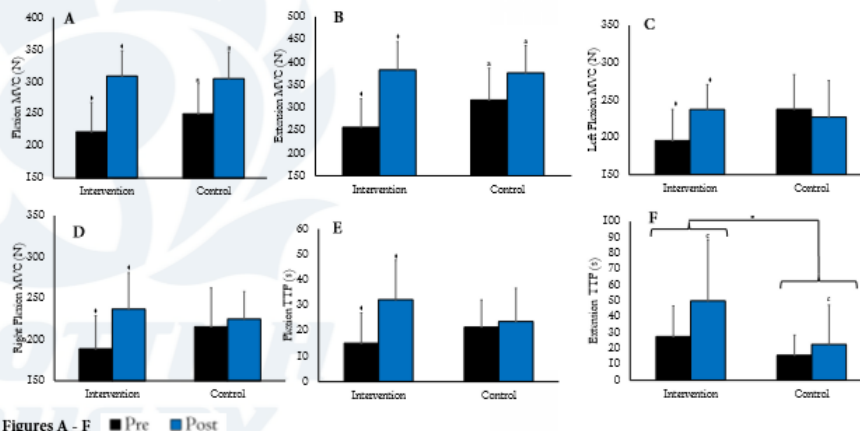 A
Flexion MVC (N)
400
350
300
250
200
150
Intervention
Control
B
Extension MVC (N)
500
450
400
350
300
250
200
150
Intervention
Control
C
Left Flexion MVC (N)
350
300
250
200
150
Intervention
Control
D
Right Flexion MVC (N)
350
300
250
200
150
Intervention
Control
E
Flexion TTP (s)
60
50
40
30
20
10
0
Intervention
Control
F
Extension TTP (s)
100
90
80
70
60
50
40
30
20
10
0
c
c
*
Intervention
Control
Figures A - F Pre Post